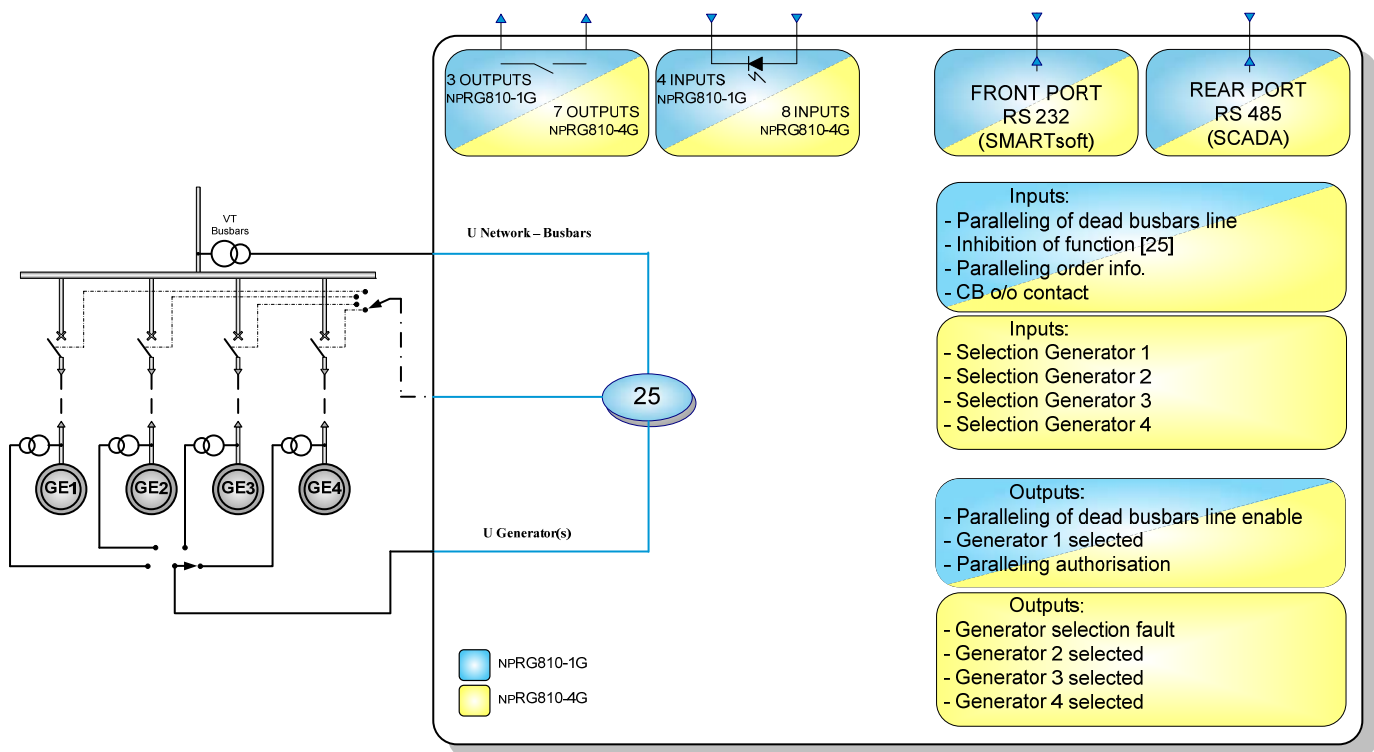 3 OUTPUTS
NPRG810-1G
7 OUTPUTS
NPRG810-4G
4 INPUTS
NPRG810-1G
8 INPUTS
NPRG810-4G
FRONT PORT
RS 232
(SMARTsoft)
REAR PORT
RS 485
(SCADA)
VT
Busbars
U Network – Busbars
Inputs:
- Paralleling of dead busbars line
- Inhibition of function [25]
- Paralleling order info.
- CB o/o contact
Inputs:
- Selection Generator 1
- Selection Generator 2
- Selection Generator 3
- Selection Generator 4
25
GE1
GE2
GE3
GE4
U Generator(s)
Outputs:
- Paralleling of dead busbars line enable
- Generator 1 selected
- Paralleling authorisation
Outputs:
- Generator selection fault
- Generator 2 selected
- Generator 3 selected
- Generator 4 selected
NPRG810-1G
NPRG810-4G